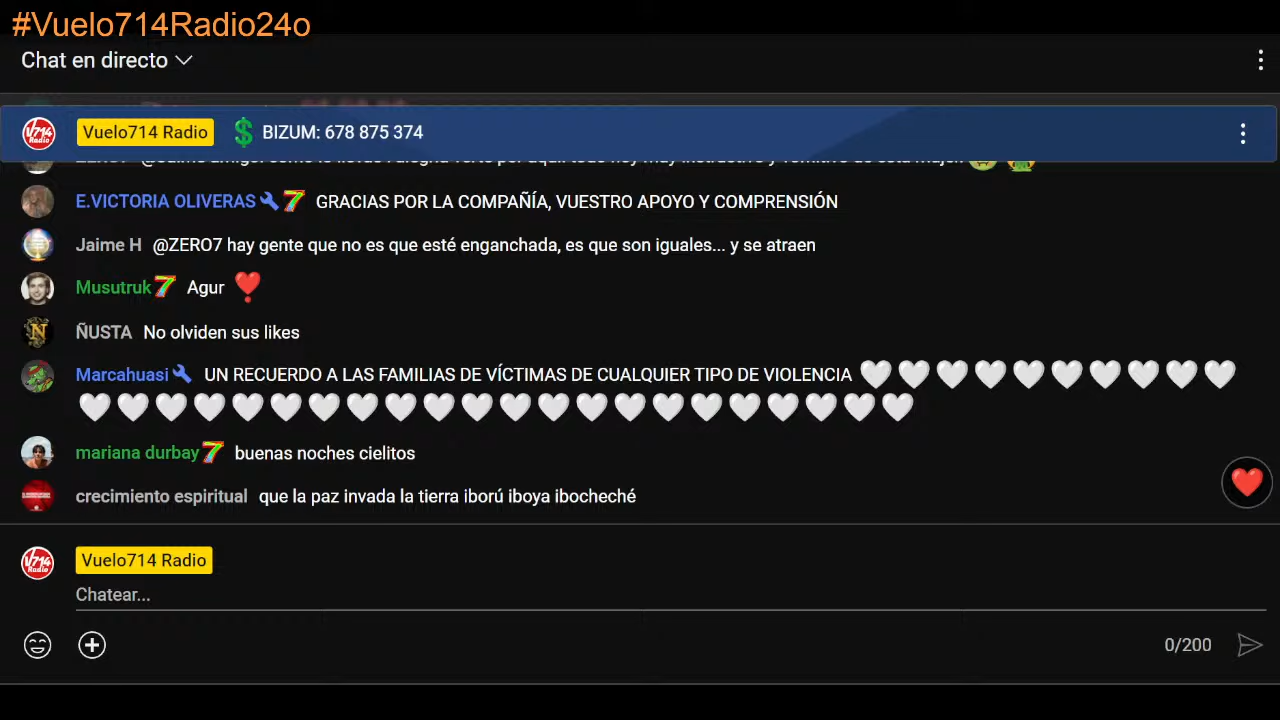 #Vuelo714Radio24o
Chat en directo
Vuelo714 Radio 💲 BIZUM: 678 875 374
E.VICTORIA OLIVERAS GRACIAS POR LA COMPAÑÍA, VUESTRO APOYO Y COMPRENSIÓN
Jaime H @ZERO7 hay gente que no es que esté enganchada, es que son iguales... y se atraen
Musutruk Agur ❣️
ÑUSTA No olviden sus likes
Marcahuasi UN RECUERDO A LAS FAMILIAS DE VÍCTIMAS DE CUALQUIER TIPO DE VIOLENCIA 🤍🤍🤍🤍🤍🤍🤍🤍🤍🤍
🤍🤍🤍🤍🤍🤍🤍🤍🤍🤍🤍🤍🤍🤍🤍🤍🤍🤍🤍🤍🤍🤍
mariana durbay buenas noches cielitos
crecimiento espiritual que la paz invada la tierra iború iboya ibocheché
Vuelo714 Radio
Chatear...
0/200